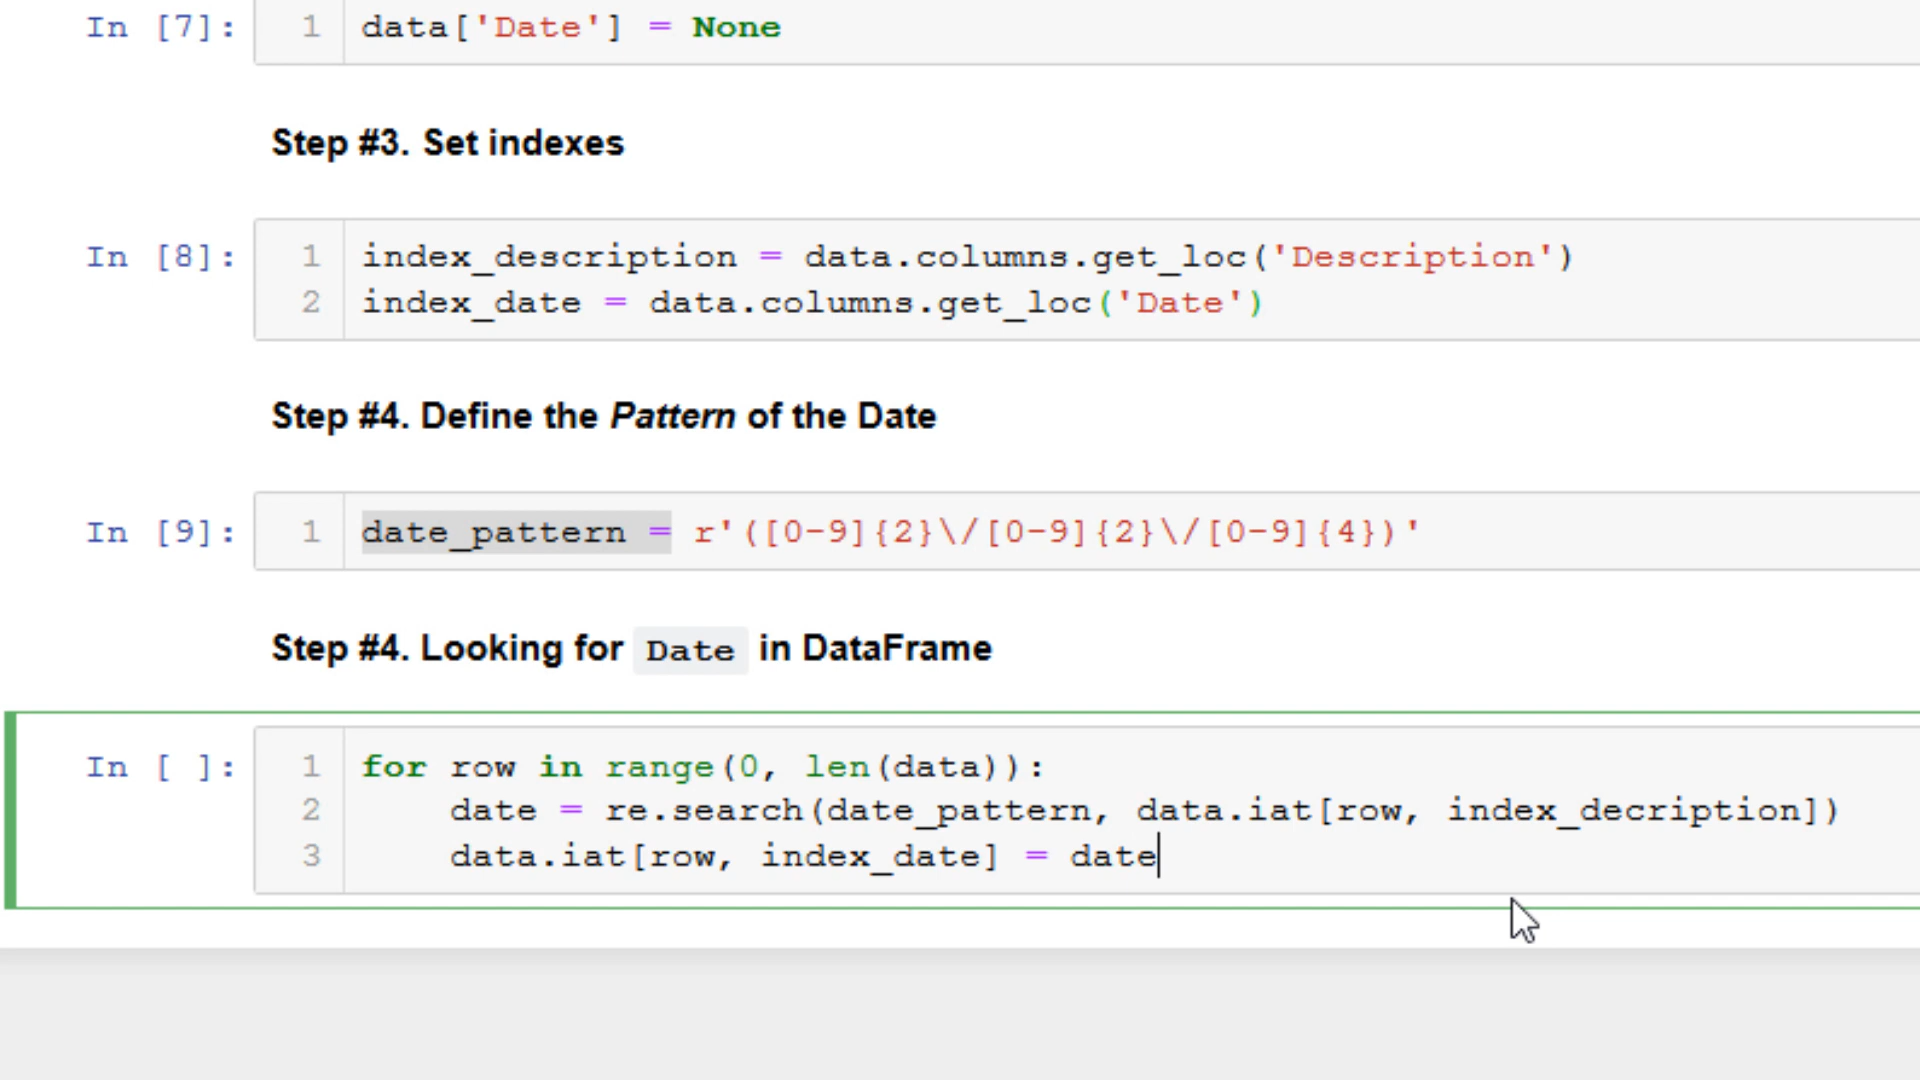 In [7]: 1 data['Date'] = None
Step #3. Set indexes
In [8]: 1 index_description = data.columns.get_loc('Description')
2 index_date = data.columns.get_loc('Date')
Step #4. Define the Pattern of the Date
In [9]: 1 date_pattern = r'([0-9]{2}\/[0-9]{2}\/[0-9]{4})'
Step #4. Looking for Date in DataFrame
In [ ]: 1 for row in range(0, len(data)):
2 date = re.search(date_pattern, data.iat[row, index_decription])
3 data.iat[row, index_date] = date